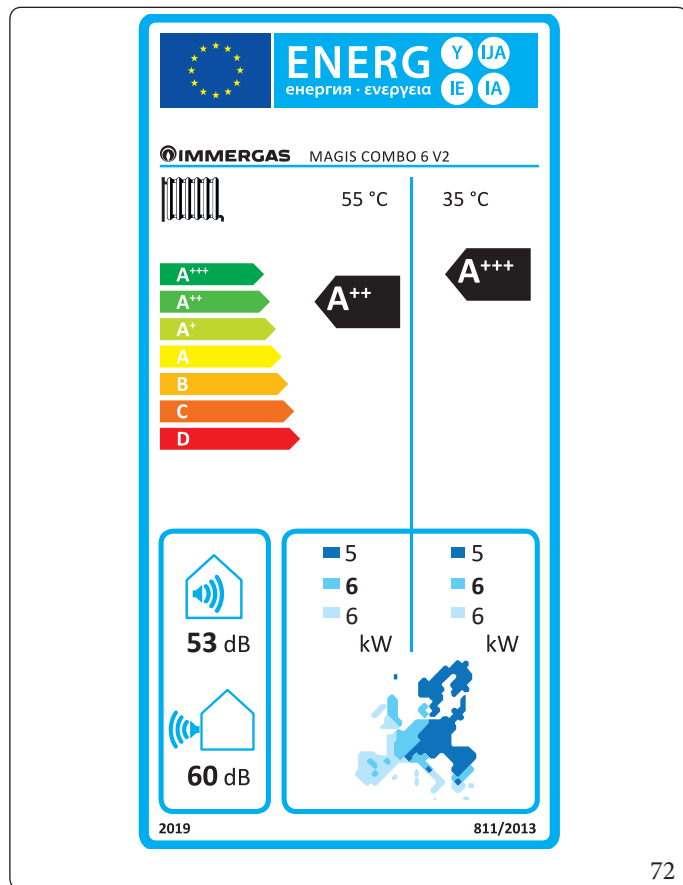 ENERG Y IJA
енергия · ενεργεια IE IA
IMMERGAS MAGIS COMBO 6 V2
55 °C 35 °C
A+++
A++
A+
A
B
C
D
A++
A+++
5 5
6 6
6 6
kW kW
53 dB
60 dB
2019 811/2013
72